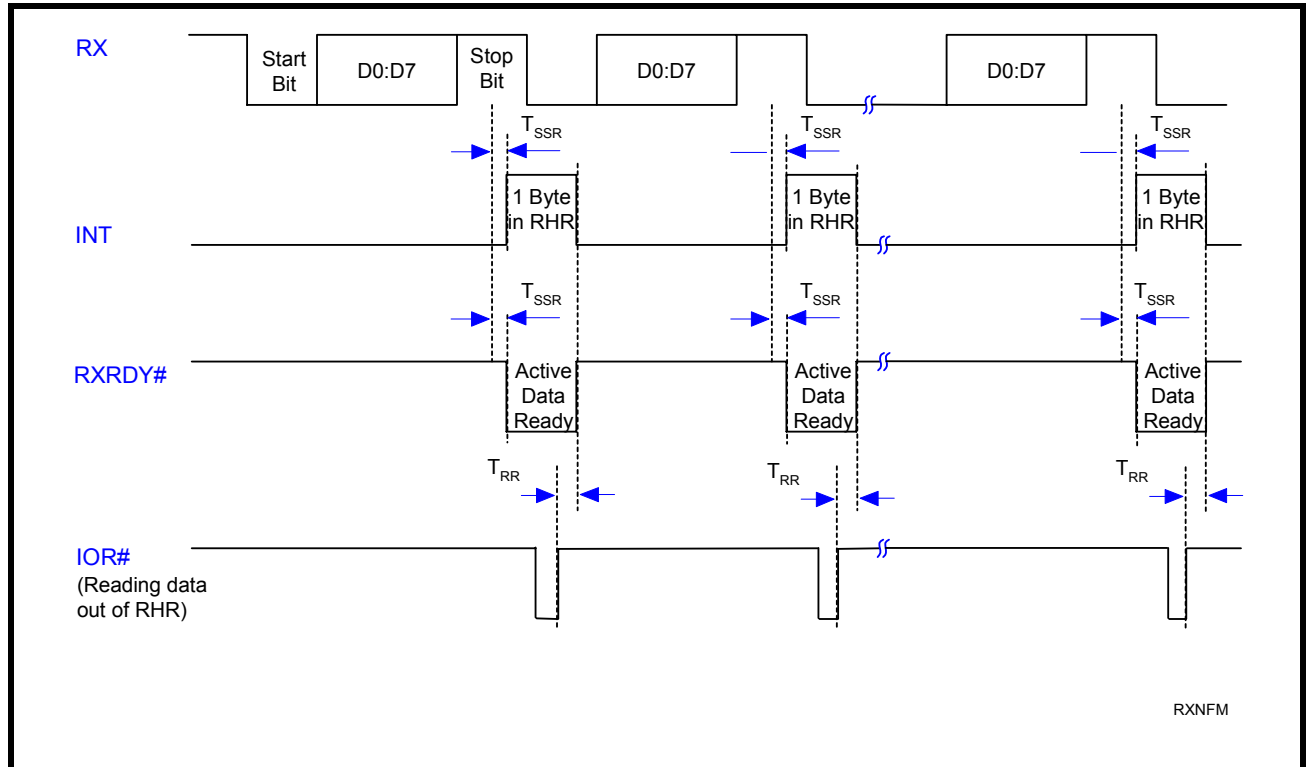 RX
Start
Bit
D0:D7
Stop
Bit
D0:D7
D0:D7
TSSR
TSSR
TSSR
INT
1 Byte
in RHR
1 Byte
in RHR
1 Byte
in RHR
TSSR
TSSR
TSSR
RXRDY#
Active
Data
Ready
Active
Data
Ready
Active
Data
Ready
TRR
TRR
TRR
IOR#
(Reading data
out of RHR)
RXNFM